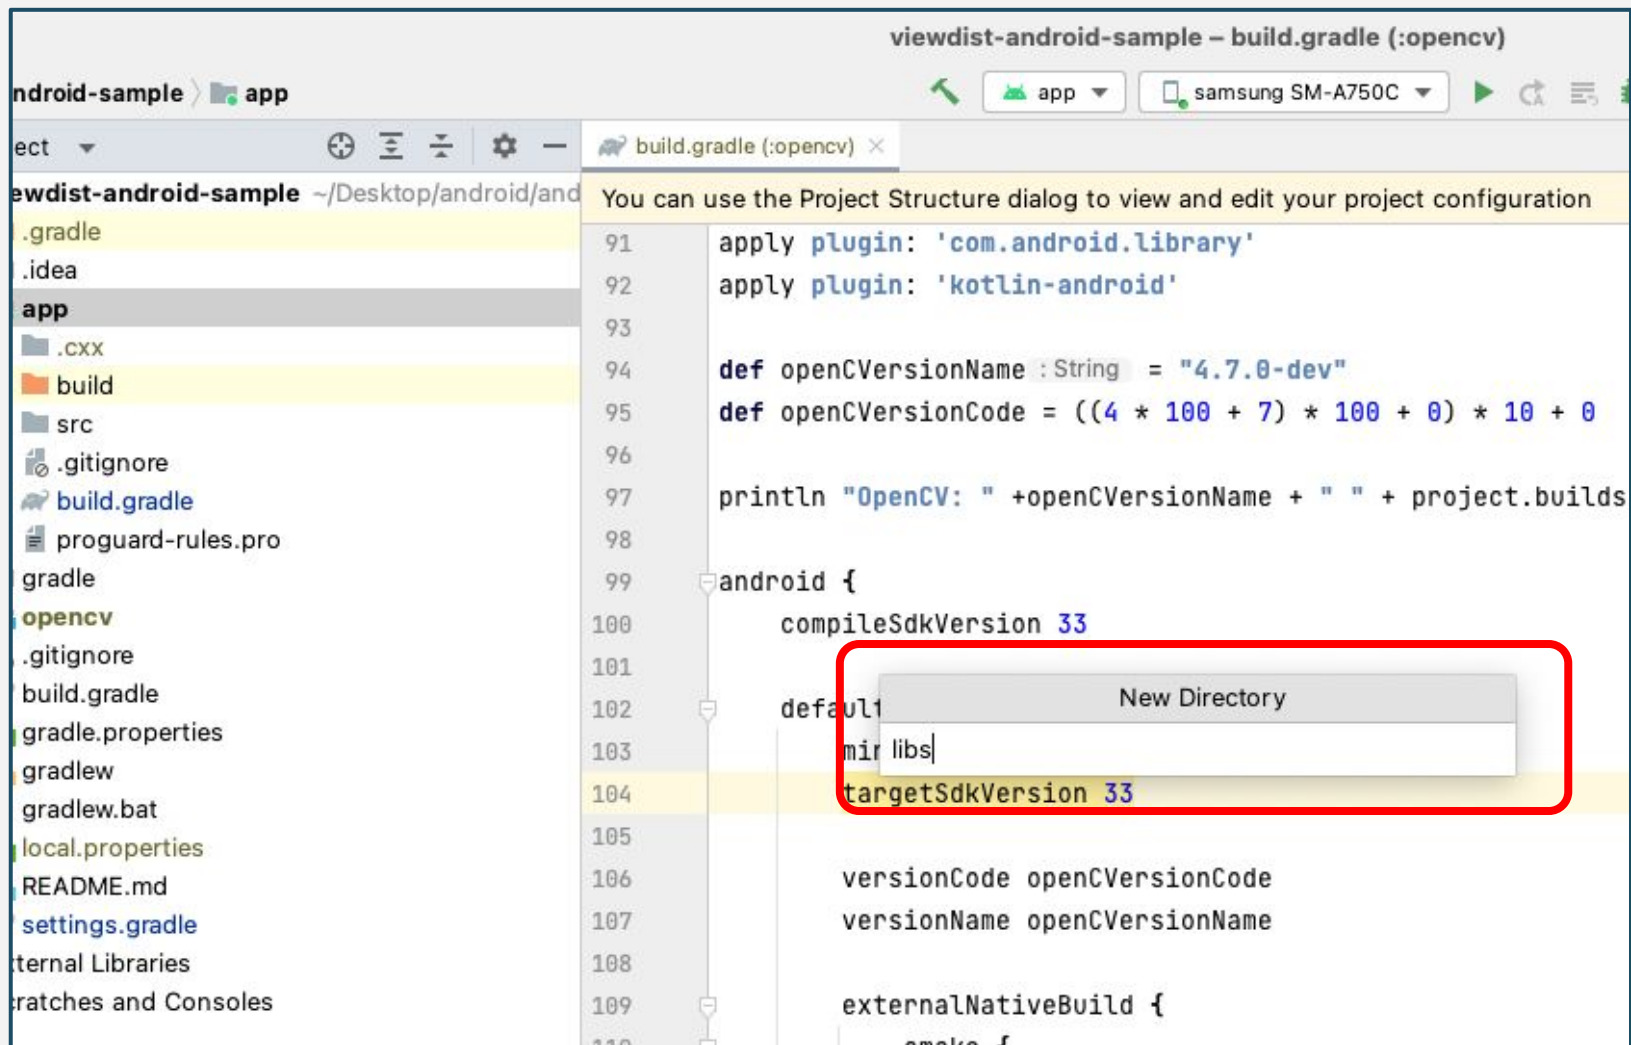 viewdist-android-sample – build.gradle (:opencv)
ndroid-sample app
app samsung SM-A750C
ect
build.gradle (:opencv)
ewdist-android-sample ~/Desktop/android/and
.gradle
.idea
app
.cxx
build
src
.gitignore
build.gradle
proguard-rules.pro
gradle
opencv
.gitignore
build.gradle
gradle.properties
gradlew
gradlew.bat
local.properties
README.md
settings.gradle
ternal Libraries
ratches and Consoles
You can use the Project Structure dialog to view and edit your project configuration
91 apply plugin: 'com.android.library'
92 apply plugin: 'kotlin-android'
93
94 def openCVersionName : String = "4.7.0-dev"
95 def openCVersionCode = ((4 * 100 + 7) * 100 + 0) * 10 + 0
96
97 println "OpenCV: " +openCVersionName + " " + project.builds
98
99 android {
100 compileSdkVersion 33
101
New Directory
102 default
103 min
libs
104 targetSdkVersion 33
105
106 versionCode openCVersionCode
107 versionName openCVersionName
108
109 externalNativeBuild {
110 cmake {